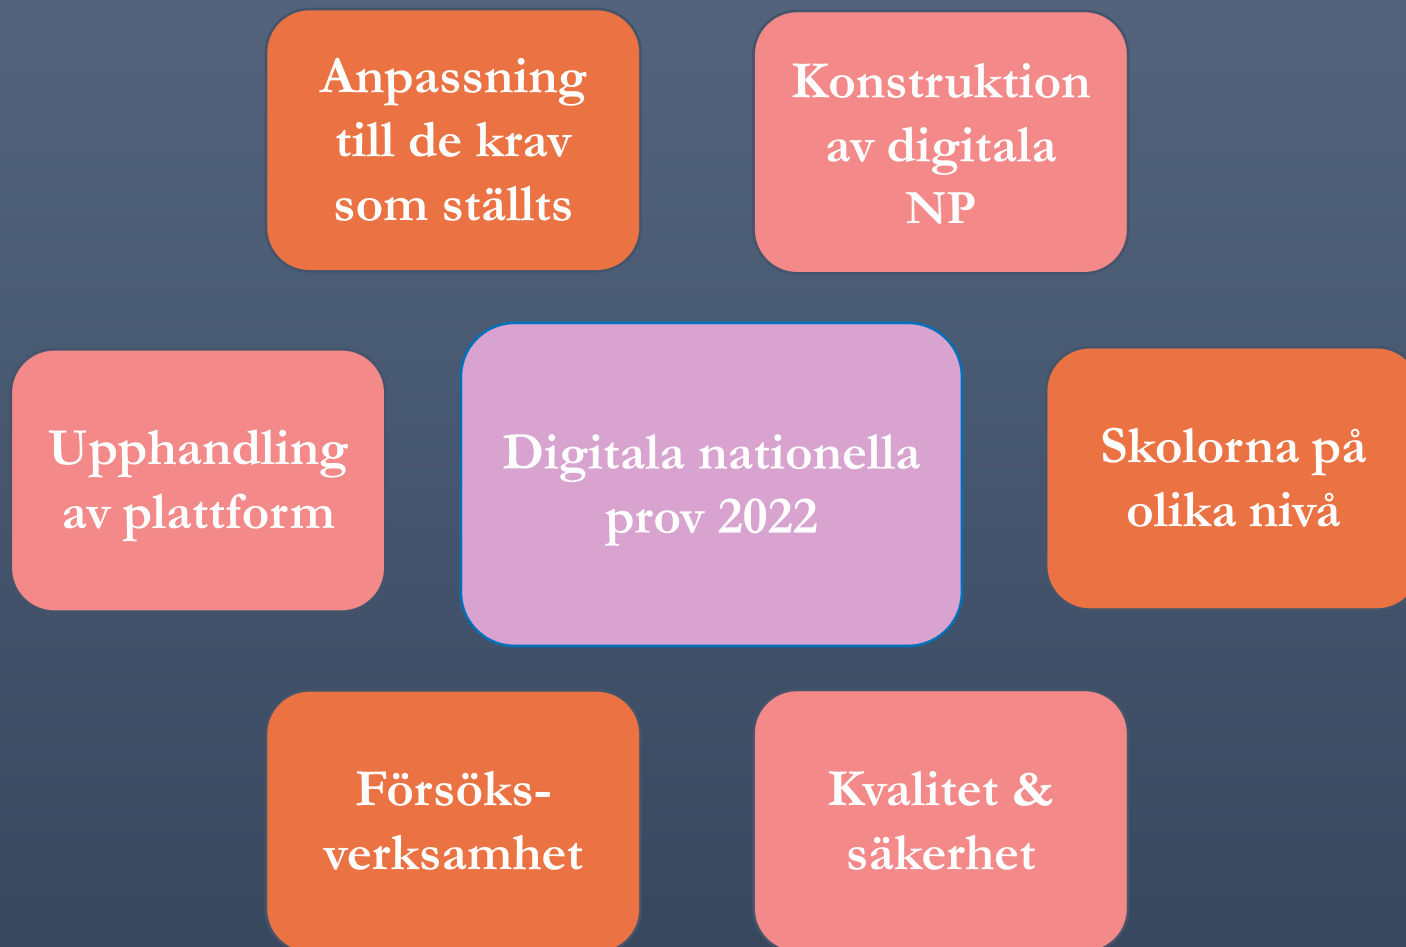 Anpassning
till de krav
som ställts
Konstruktion
av digitala
NP
Upphandling
av plattform
Digitala nationella
prov 2022
Skolorna på
olika nivå
Försöks-
verksamhet
Kvalitet &
säkerhet